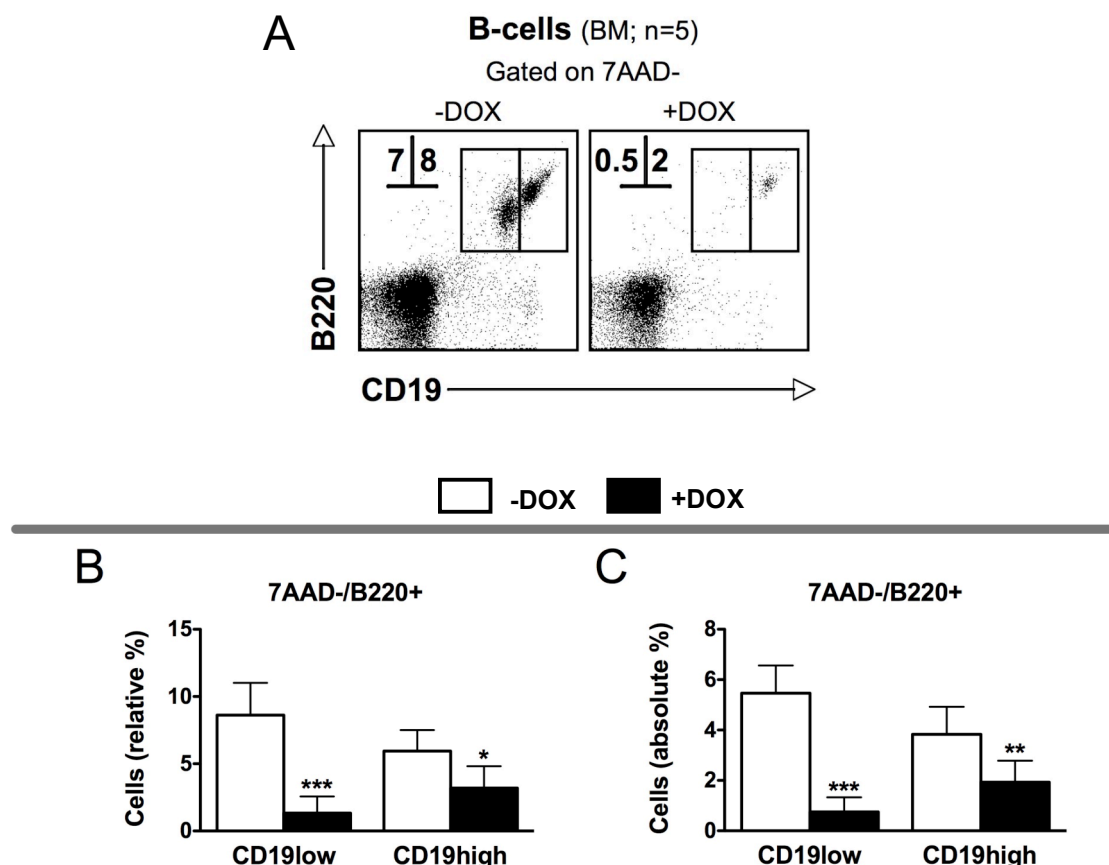 A
B-cells (BM; n=5)
Gated on 7AAD-
-DOX
+DOX
7 8
0.5 2
B220
CD19
-DOX
+DOX
B
7AAD-/B220+
Cells (relative %)
15
10
5
0
***
*
CD19low
CD19high
C
7AAD-/B220+
Cells (absolute %)
8
6
4
2
0
***
**
CD19low
CD19high